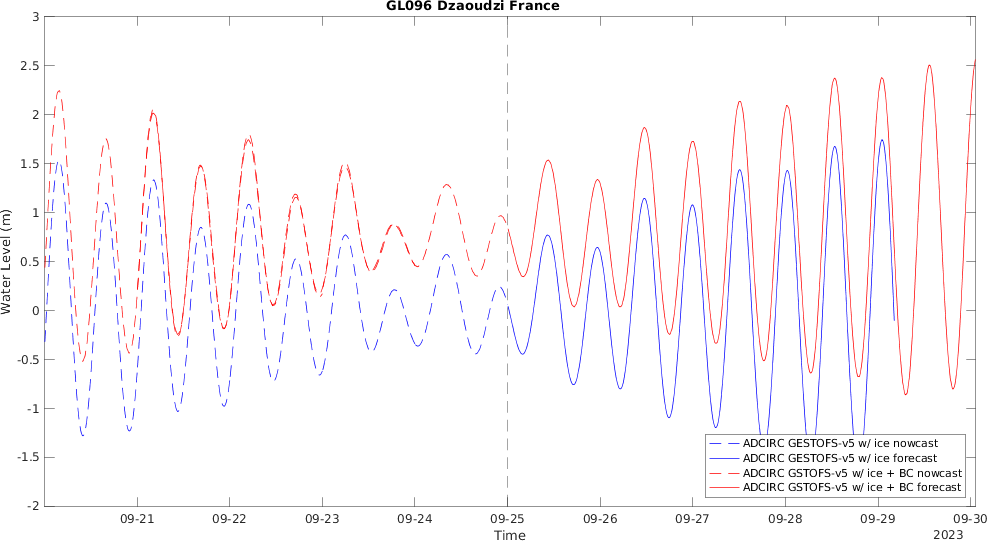 GL096 Dzaoudzi France
3
2.5
2
1.5
1
0.5
0
-0.5
-1
-1.5
-2
Water Level (m)
ADCIRC GESTOFS-v5 w/ ice nowcast
ADCIRC GESTOFS-v5 w/ ice forecast
ADCIRC GSTOFS-v5 w/ ice + BC nowcast
ADCIRC GSTOFS-v5 w/ ice + BC forecast
09-21 09-22 09-23 09-24 09-25 09-26 09-27 09-28 09-29 09-30
Time
2023